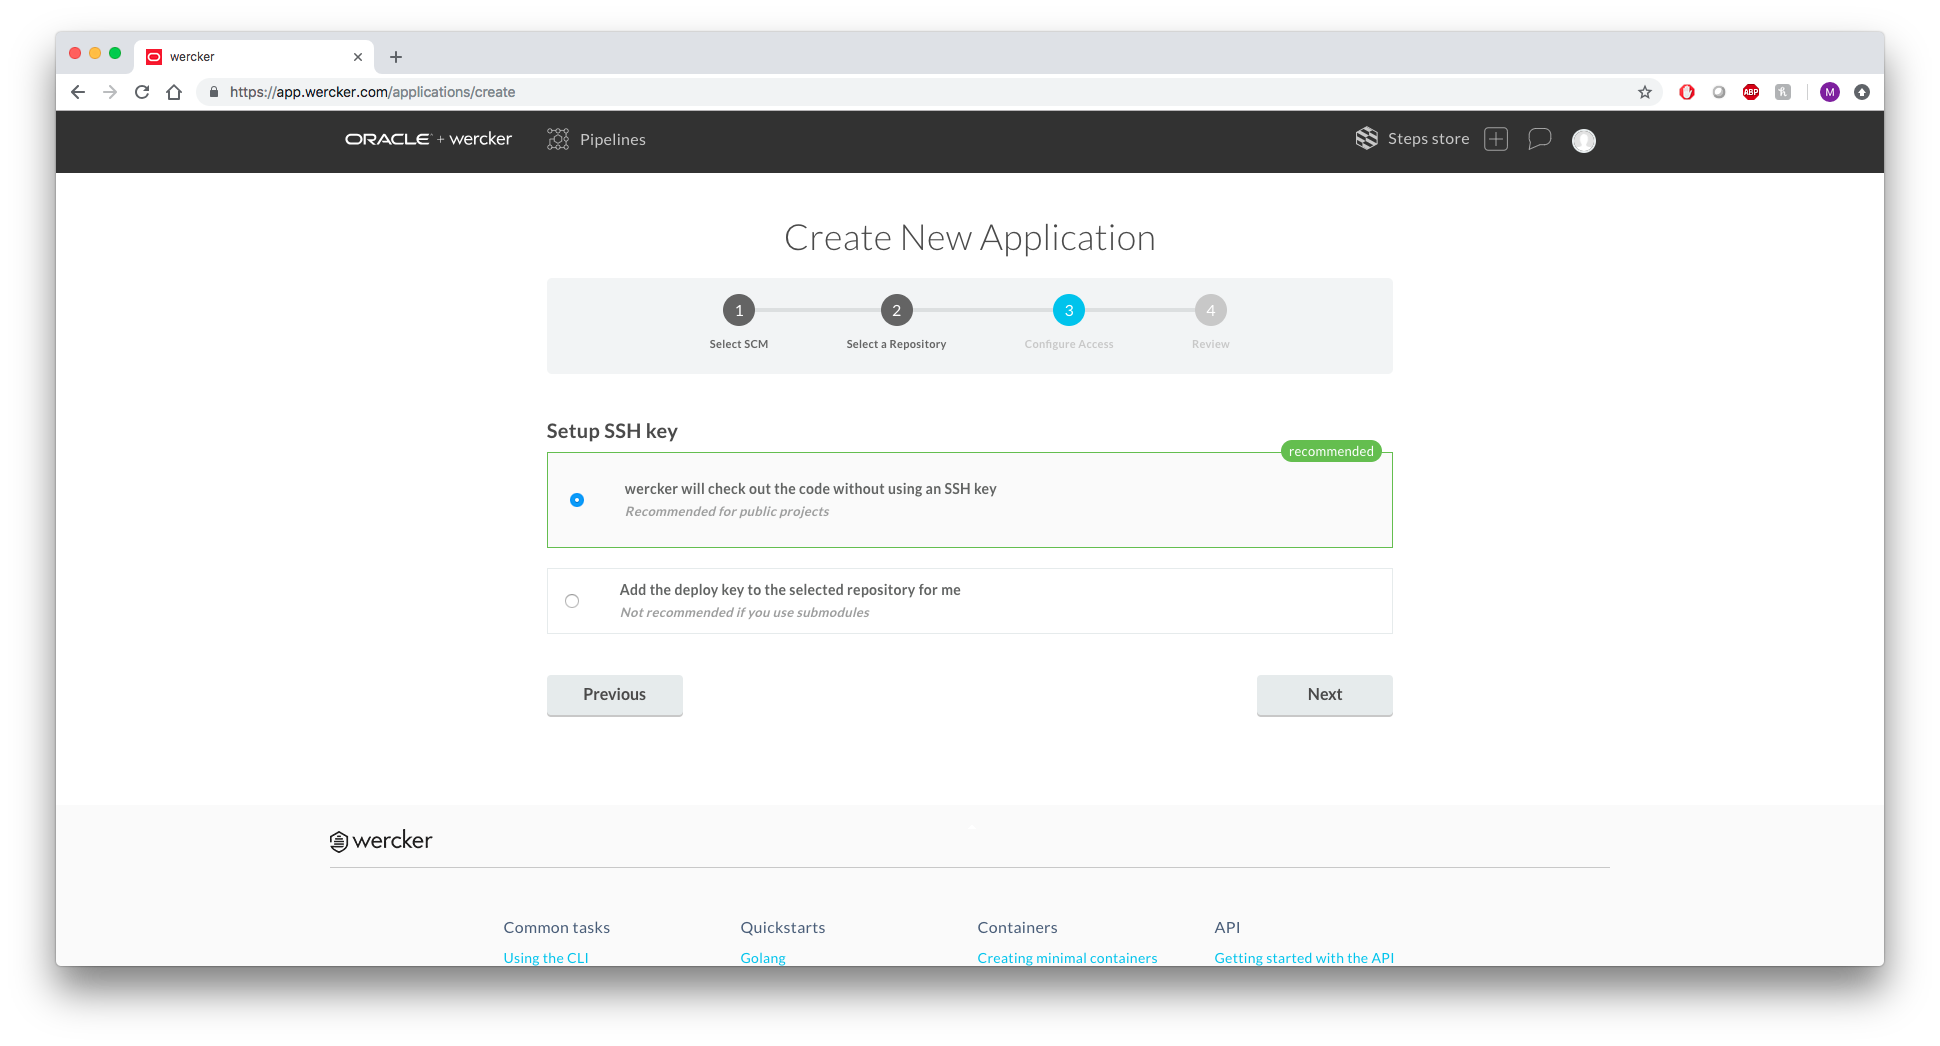 wercker
https://app.wercker.com/applications/create
ABP
M
ORACLE + wercker
Pipelines
Steps store
Create New Application
1 2 3 4
Select SCM Select a Repository Configure Access Review
Setup SSH key
recommended
wercker will check out the code without using an SSH key
Recommended for public projects
Add the deploy key to the selected repository for me
Not recommended if you use submodules
Previous
Next
wercker
Common tasks Quickstarts Containers API
Using the CLI Golang Creating minimal containers Getting started with the API